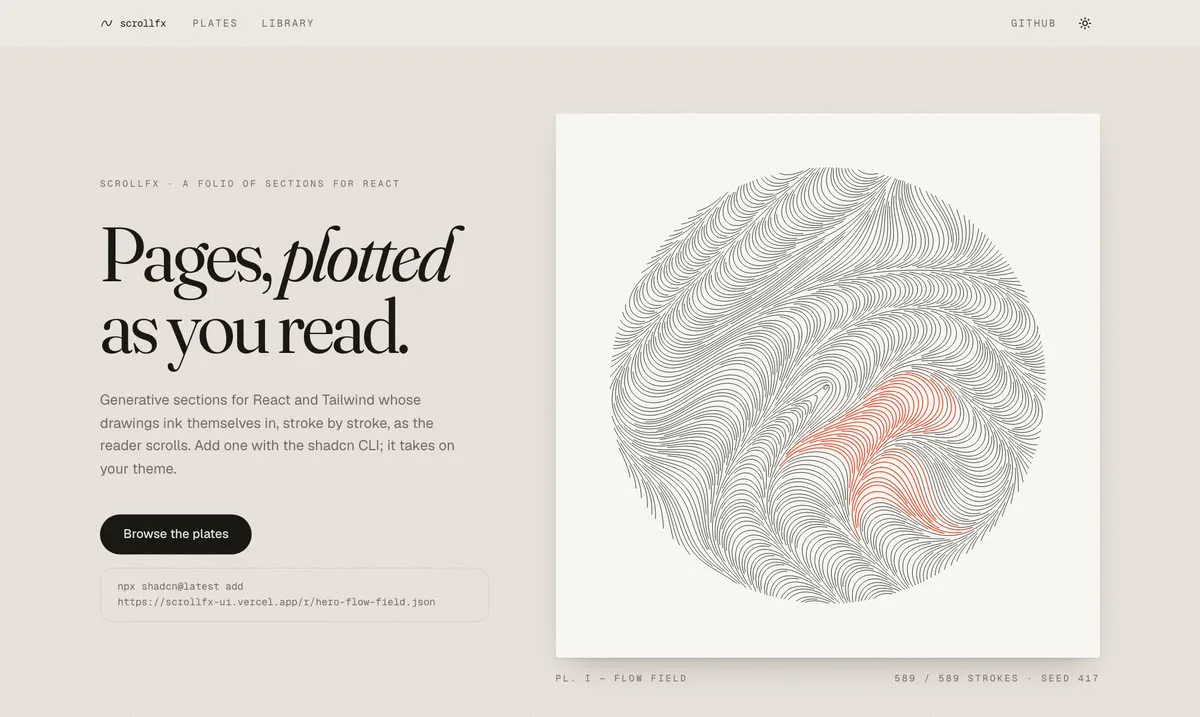 scrollfx PLATES LIBRARY GITHUB
SCROLLFX · A FOLIO OF SECTIONS FOR REACT
Pages, plotted
as you read.
Generative sections for React and Tailwind whose
drawings ink themselves in, stroke by stroke, as the
reader scrolls. Add one with the shadcn CLI; it takes on
your theme.
Browse the plates
npx shadcn@latest add
https://scrollfx-ui.vercel.app/r/hero-flow-field.json
PL. I — FLOW FIELD
589 / 589 STROKES · SEED 417